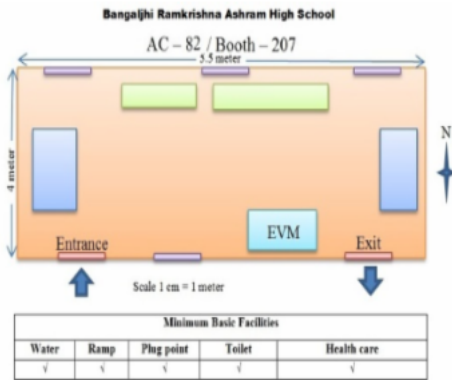 Bangaljhi Ramkrishna Ashram High School
AC – 82 / Booth – 207
5.5 meter
4 meter
N
EVM
Entrance
Exit
Scale 1 cm = 1 meter
Minimum Basic Facilities
Water Ramp Plug point Toilet Health care
√ √ √ √ √